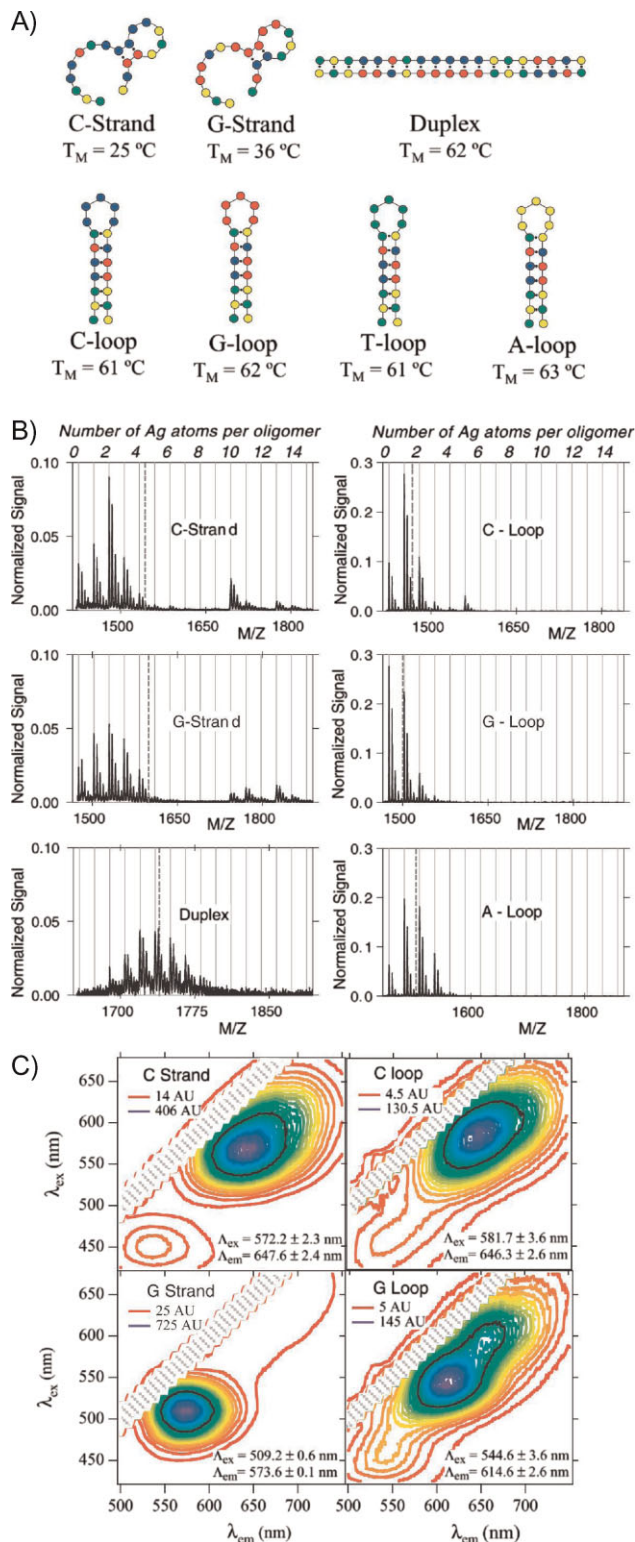 A)
C-Strand G-Strand Duplex
T_M = 25 ºC T_M = 36 ºC T_M = 62 ºC
C-loop G-loop T-loop A-loop
T_M = 61 ºC T_M = 62 ºC T_M = 61 ºC T_M = 63 ºC
B)
Number of Ag atoms per oligomer
0 2 4 6 8 10 12 14
Normalized Signal
0.10
0.05
0.00
C-Strand
1500 1650 1800
M/Z
Number of Ag atoms per oligomer
0 2 4 6 8 10 12 14
Normalized Signal
0.3
0.2
0.1
0.0
C - Loop
1500 1650 1800
M/Z
Normalized Signal
0.10
0.05
0.00
G-Strand
1500 1650 1800
M/Z
Normalized Signal
0.3
0.2
0.1
0.0
G - Loop
1500 1650 1800
M/Z
Normalized Signal
0.10
0.05
0.00
Duplex
1700 1775 1850
M/Z
Normalized Signal
0.3
0.2
0.1
0.0
A - Loop
1600 1800
M/Z
C)
λex (nm)
650
600
550
500
450
C Strand
14 AU
406 AU
Λex = 572.2 ± 2.3 nm
Λem = 647.6 ± 2.4 nm
C loop
4.5 AU
130.5 AU
Λex = 581.7 ± 3.6 nm
Λem = 646.3 ± 2.6 nm
λex (nm)
650
600
550
500
450
G Strand
25 AU
725 AU
Λex = 509.2 ± 0.6 nm
Λem = 573.6 ± 0.1 nm
G Loop
5 AU
145 AU
Λex = 544.6 ± 3.6 nm
Λem = 614.6 ± 2.6 nm
500 550 600 650 700 500 550 600 650 700
λem (nm) λem (nm)